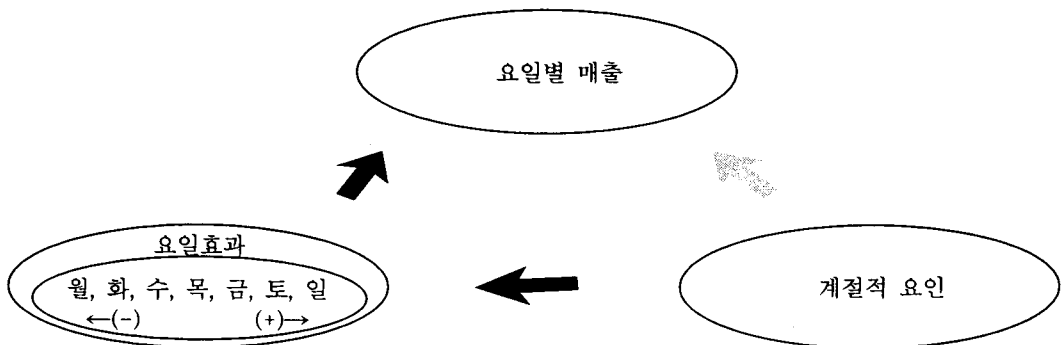 요일별 매출
요일효과
월, 화, 수, 목, 금, 토, 일
←(-) (+)→
계절적 요인